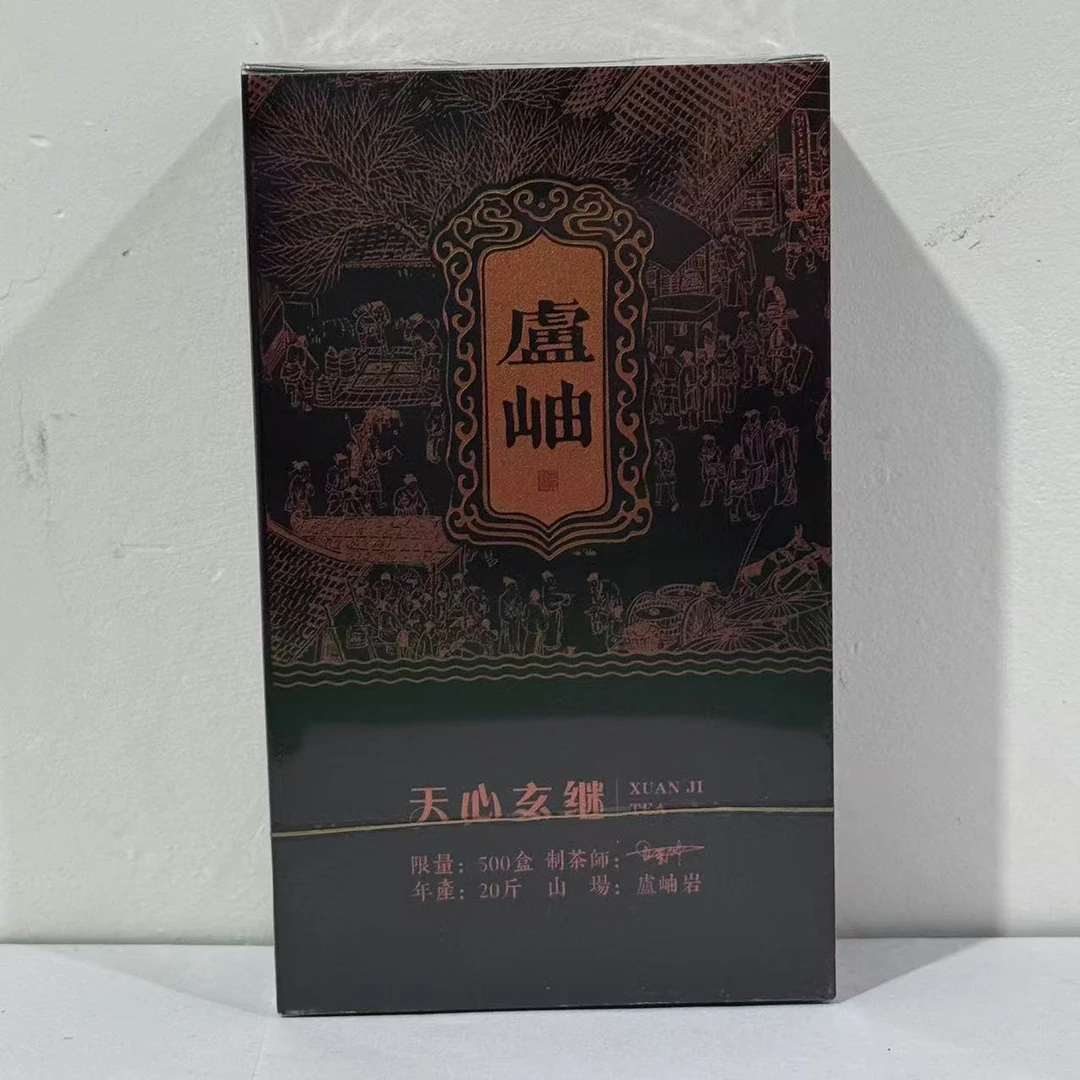 盧
岫
天心玄继 XUAN JI
TEA
限量：500盒 制茶師：
年產：20斤 山場：盧岫岩